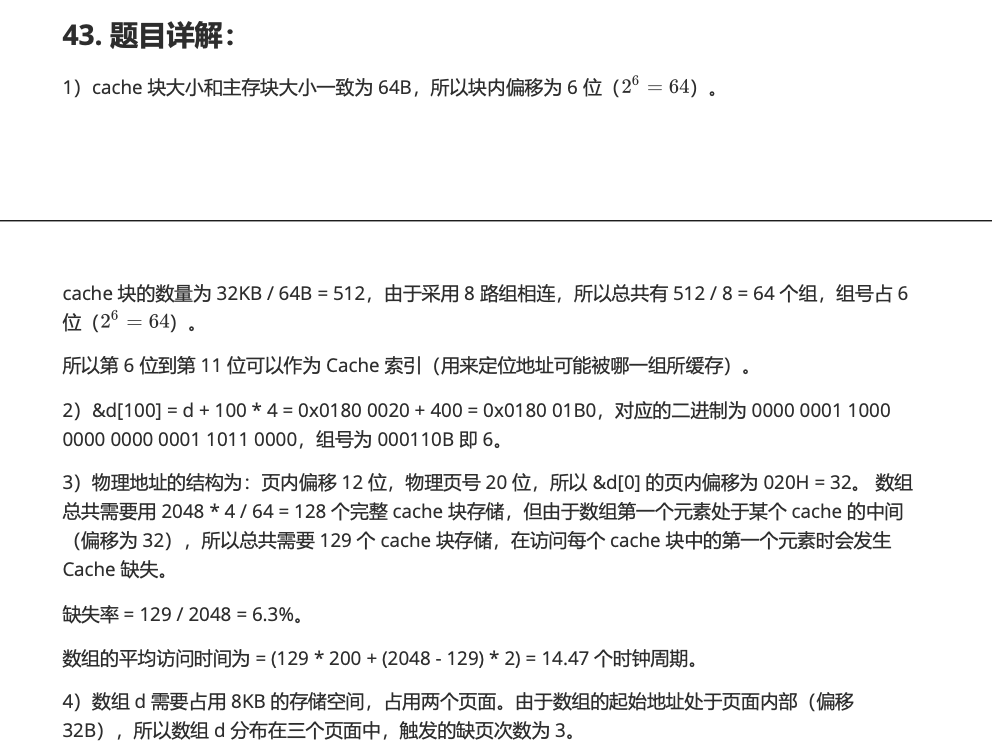 43. 题目详解：
1）cache 块大小和主存块大小一致为 64B，所以块内偏移为 6 位（2⁶ = 64）。
cache 块的数量为 32KB / 64B = 512，由于采用 8 路组相连，所以总共有 512 / 8 = 64 个组，组号占 6
位（2⁶ = 64）。
所以第 6 位到第 11 位可以作为 Cache 索引（用来定位地址可能被哪一组所缓存）。
2）&d[100] = d + 100 * 4 = 0x0180 0020 + 400 = 0x0180 01B0，对应的二进制为 0000 0001 1000
0000 0000 0001 1011 0000，组号为 000110B 即 6。
3）物理地址的结构为：页内偏移 12 位，物理页号 20 位，所以 &d[0] 的页内偏移为 020H = 32。 数组
总共需要用 2048 * 4 / 64 = 128 个完整 cache 块存储，但由于数组第一个元素处于某个 cache 的中间
（偏移为 32），所以总共需要 129 个 cache 块存储，在访问每个 cache 块中的第一个元素时会发生
Cache 缺失。
缺失率 = 129 / 2048 = 6.3%。
数组的平均访问时间为 = (129 * 200 + (2048 - 129) * 2) = 14.47 个时钟周期。
4）数组 d 需要占用 8KB 的存储空间，占用两个页面。由于数组的起始地址处于页面内部（偏移
32B），所以数组 d 分布在三个页面中，触发的缺页次数为 3。